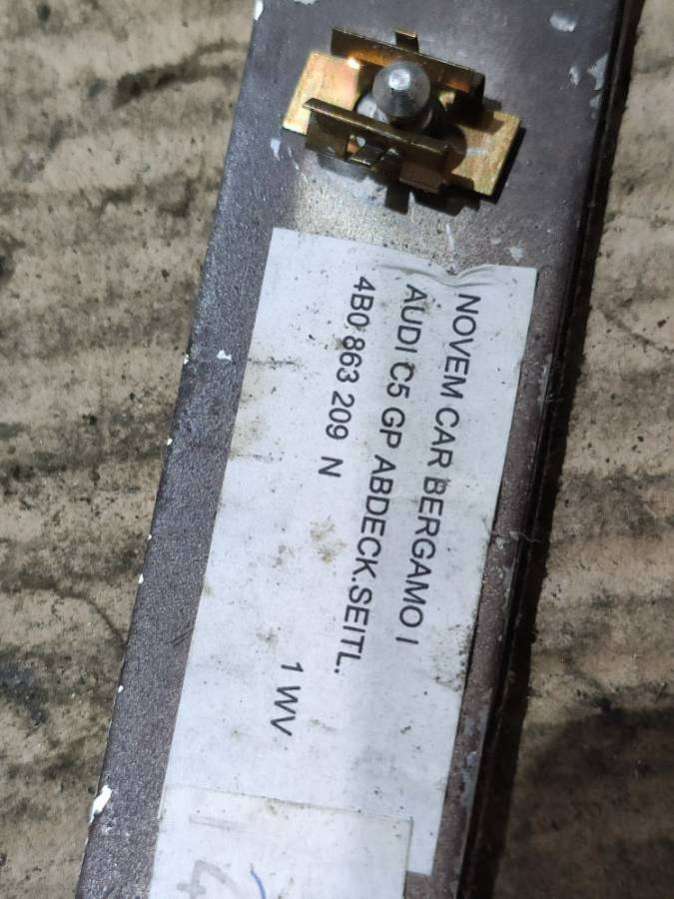 NOVEM CAR BERGAMO I
AUDI C5 GP ABDECK.SEITL.
4B0 863 209 N 1 WV